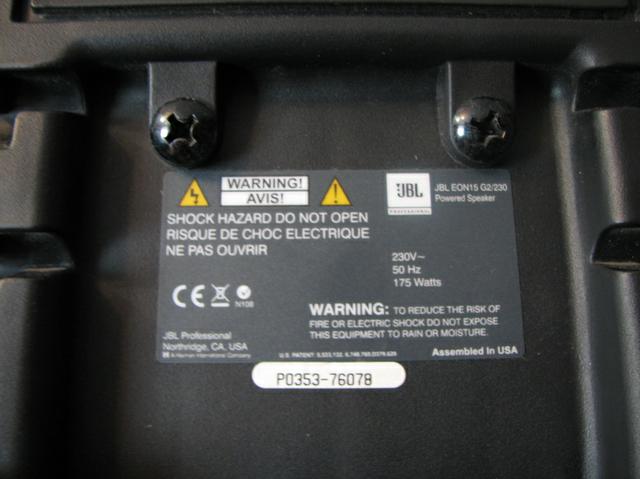 WARNING!
AVIS!
SHOCK HAZARD DO NOT OPEN
RISQUE DE CHOC ELECTRIQUE
NE PAS OUVRIR
JBL
PROFESSIONAL
JBL EON15 G2/230
Powered Speaker
230V~
50 Hz
175 Watts
CE
N108
WARNING: TO REDUCE THE RISK OF
FIRE OR ELECTRIC SHOCK DO NOT EXPOSE
THIS EQUIPMENT TO RAIN OR MOISTURE.
JBL Professional
Northridge, CA. USA
A Harman International Company
U.S. PATENT
Assembled In USA
P0353-76078